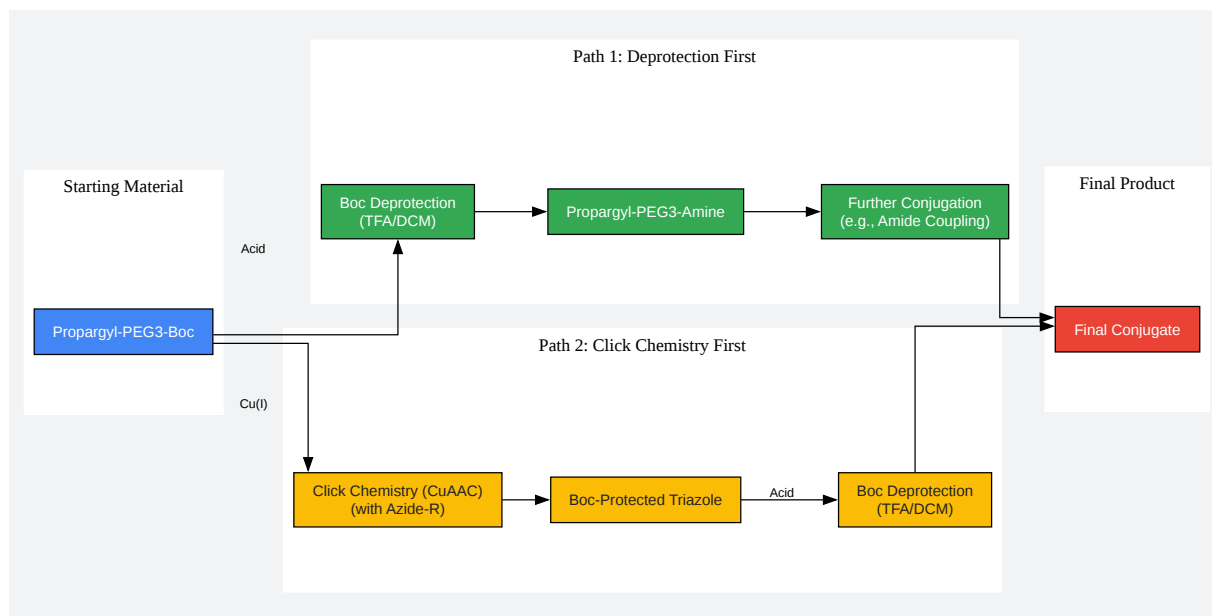 Path 1: Deprotection First
Starting Material
Final Product
Boc Deprotection
(TFA/DCM)
Propargyl-PEG3-Amine
Further Conjugation
(e.g., Amide Coupling)
Acid
Propargyl-PEG3-Boc
Final Conjugate
Path 2: Click Chemistry First
Cu(I)
Click Chemistry (CuAAC)
(with Azide-R)
Boc-Protected Triazole
Acid
Boc Deprotection
(TFA/DCM)